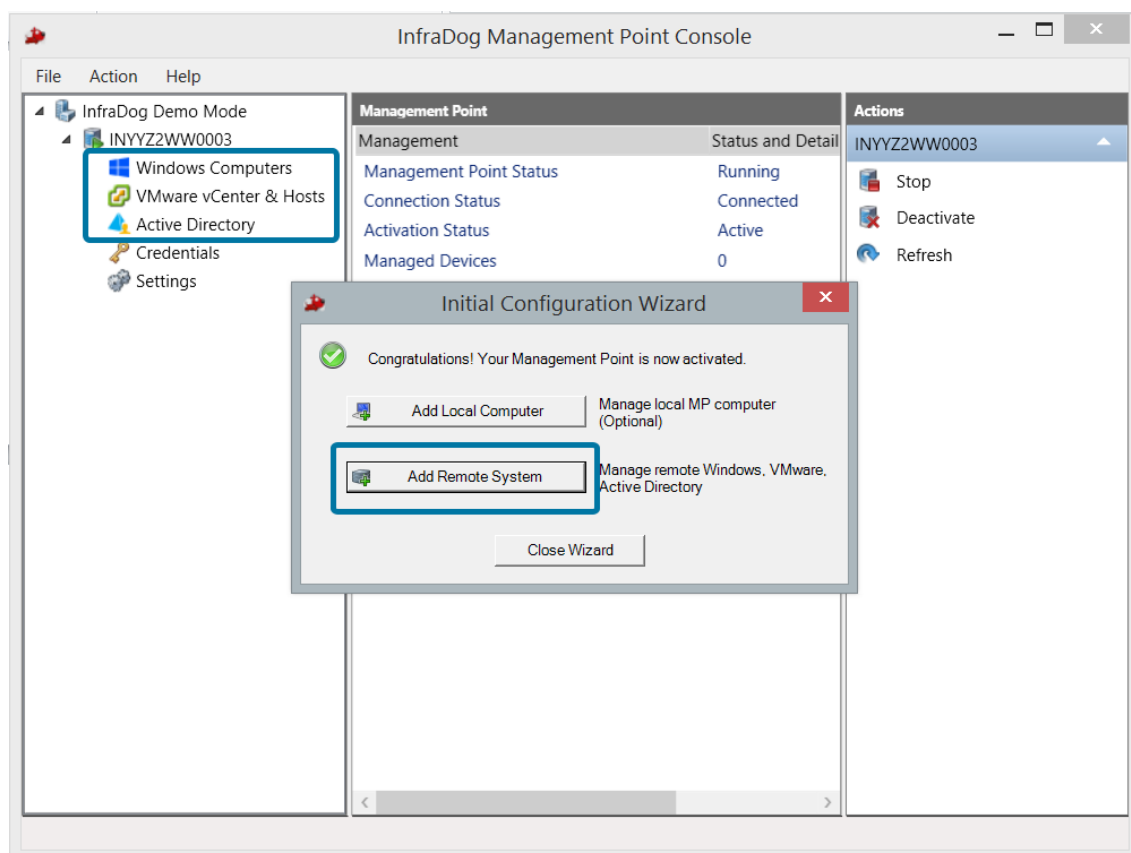 InfraDog Management Point Console
File Action Help
InfraDog Demo Mode
INYYZ2WW0003
Windows Computers
VMware vCenter & Hosts
Active Directory
Credentials
Settings
Management Point
Management Status and Detail
Management Point Status Running
Connection Status Connected
Activation Status Active
Managed Devices 0
Actions
INYYZ2WW0003
Stop
Deactivate
Refresh
Initial Configuration Wizard
Congratulations! Your Management Point is now activated.
Add Local Computer
Manage local MP computer
(Optional)
Add Remote System
Manage remote Windows, VMware,
Active Directory
Close Wizard